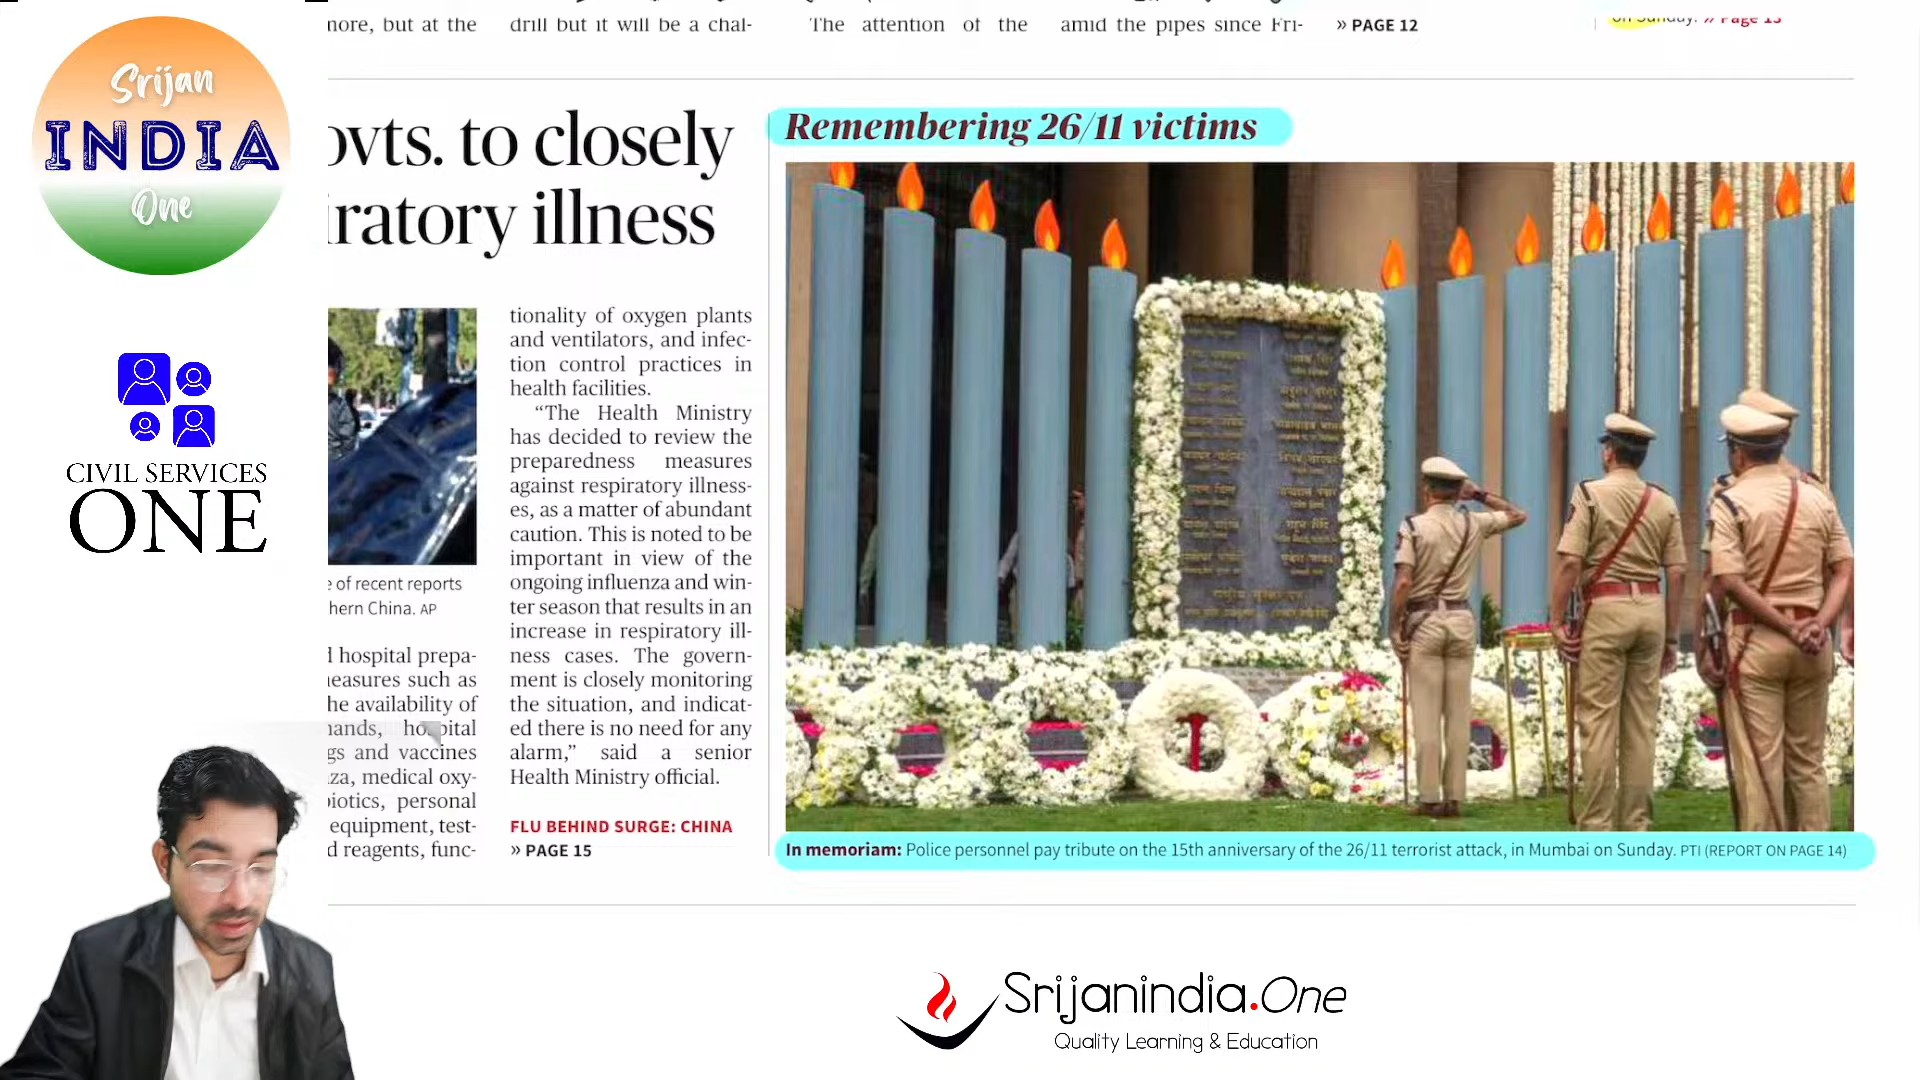 Srijan
INDIA
One
CIVIL SERVICES
ONE
more, but at the
drill but it will be a chal-
The attention of the
amid the pipes since Fri-
» PAGE 12
on Sunday. » Page 13
ovts. to closely
iratory illness
e of recent reports
hern China. AP
d hospital prepa-
easures such as
he availability of
hospital
gs and vaccines
za, medical oxy-
biotics, personal
equipment, test-
d reagents, func-
tionality of oxygen plants
and ventilators, and infec-
tion control practices in
health facilities.
“The Health Ministry
has decided to review the
preparedness measures
against respiratory illness-
es, as a matter of abundant
caution. This is noted to be
important in view of the
ongoing influenza and win-
ter season that results in an
increase in respiratory ill-
ness cases. The govern-
ment is closely monitoring
the situation, and indicat-
ed there is no need for any
alarm,” said a senior
Health Ministry official.
FLU BEHIND SURGE: CHINA
» PAGE 15
Remembering 26/11 victims
In memoriam: Police personnel pay tribute on the 15th anniversary of the 26/11 terrorist attack, in Mumbai on Sunday. PTI (REPORT ON PAGE 14)
Srijanindia.One
Quality Learning & Education